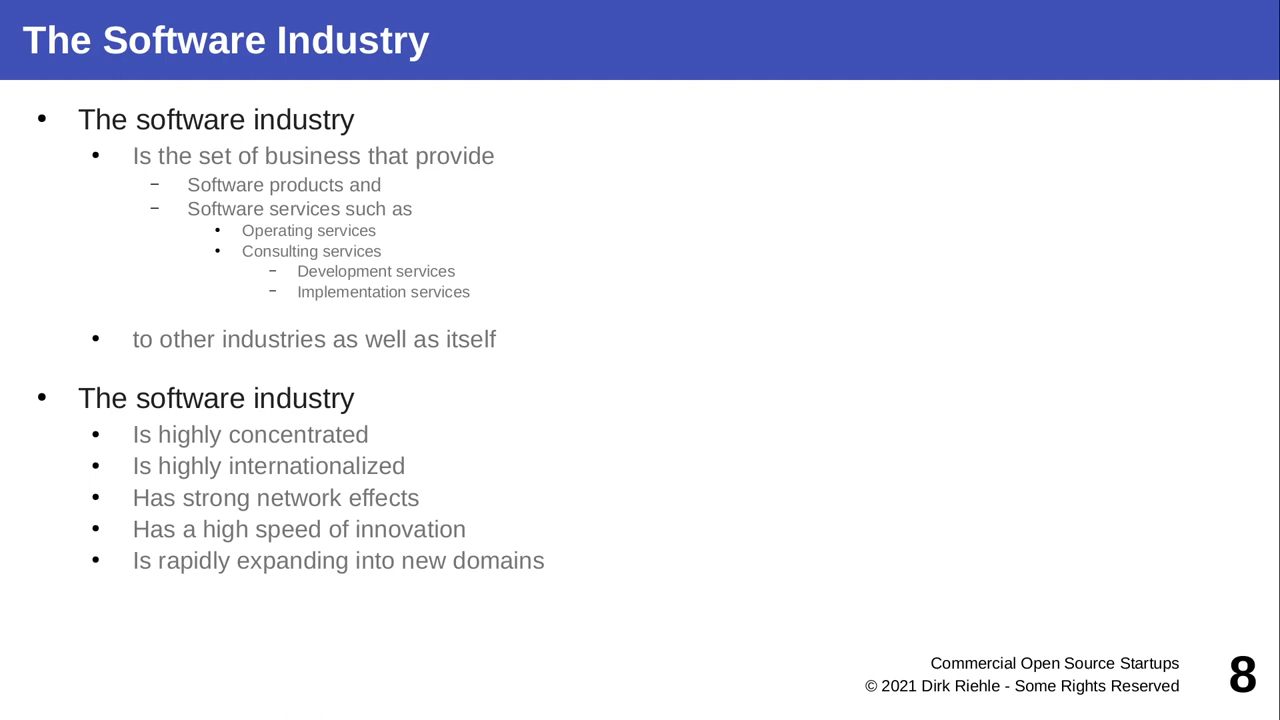 The Software Industry
• The software industry
• Is the set of business that provide
– Software products and
– Software services such as
• Operating services
• Consulting services
– Development services
– Implementation services
• to other industries as well as itself
• The software industry
• Is highly concentrated
• Is highly internationalized
• Has strong network effects
• Has a high speed of innovation
• Is rapidly expanding into new domains
Commercial Open Source Startups
© 2021 Dirk Riehle - Some Rights Reserved
8